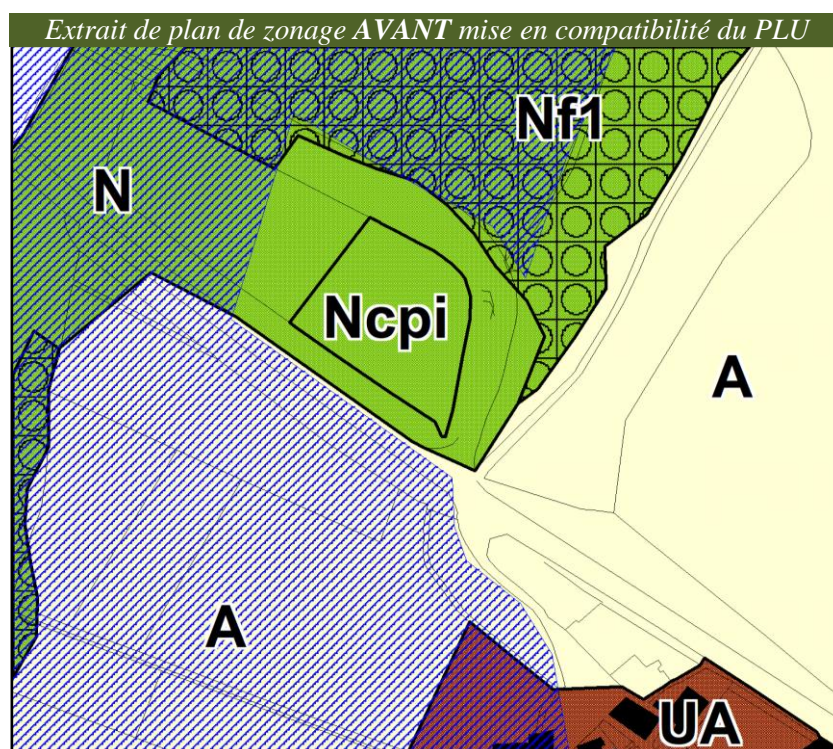 Extrait de plan de zonage AVANT mise en compatibilité du PLU
Nf1
N
Ncpi
A
A
UA